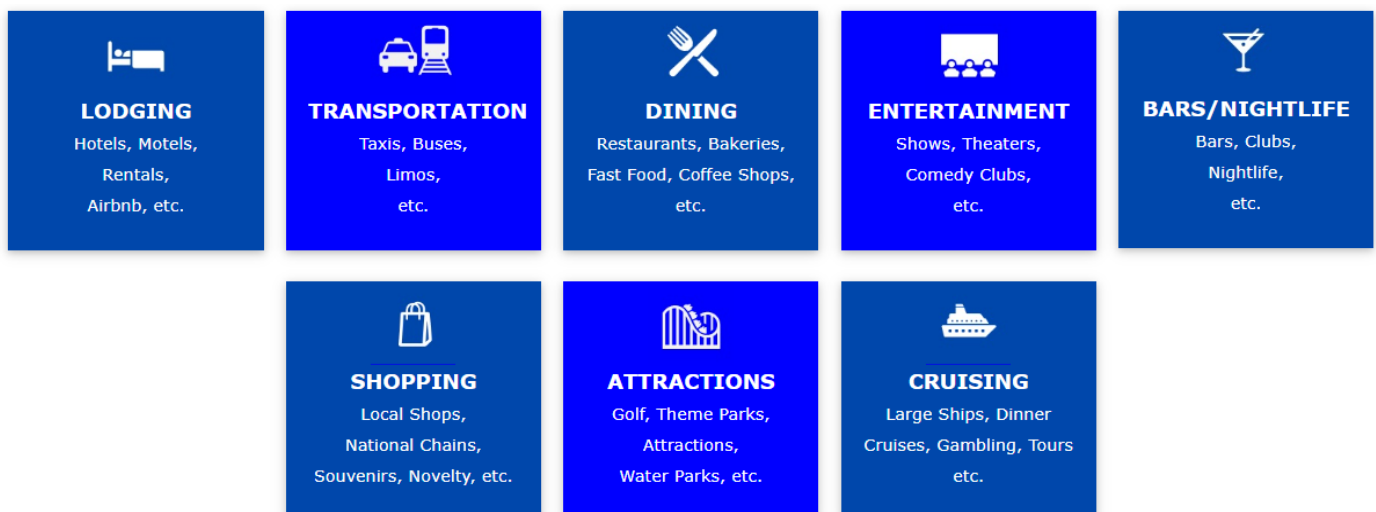 LODGING
Hotels, Motels,
Rentals,
Airbnb, etc.
TRANSPORTATION
Taxis, Buses,
Limos,
etc.
DINING
Restaurants, Bakeries,
Fast Food, Coffee Shops,
etc.
ENTERTAINMENT
Shows, Theaters,
Comedy Clubs,
etc.
BARS/NIGHTLIFE
Bars, Clubs,
Nightlife,
etc.
SHOPPING
Local Shops,
National Chains,
Souvenirs, Novelty, etc.
ATTRACTIONS
Golf, Theme Parks,
Attractions,
Water Parks, etc.
CRUISING
Large Ships, Dinner
Cruises, Gambling, Tours
etc.